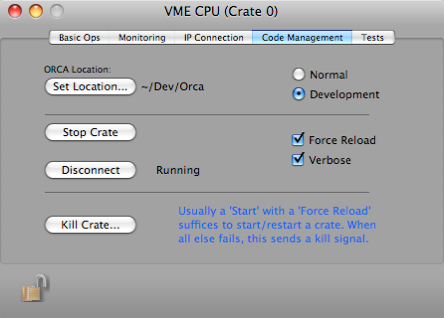 VME CPU (Crate 0)
Basic Ops Monitoring IP Connection Code Management Tests
ORCA Location:
Set Location... ~/Dev/Orca
Normal
Development
Stop Crate
Force Reload
Verbose
Disconnect Running
Kill Crate...
Usually a 'Start' with a 'Force Reload'
suffices to start/restart a crate. When
all else fails, this sends a kill signal.